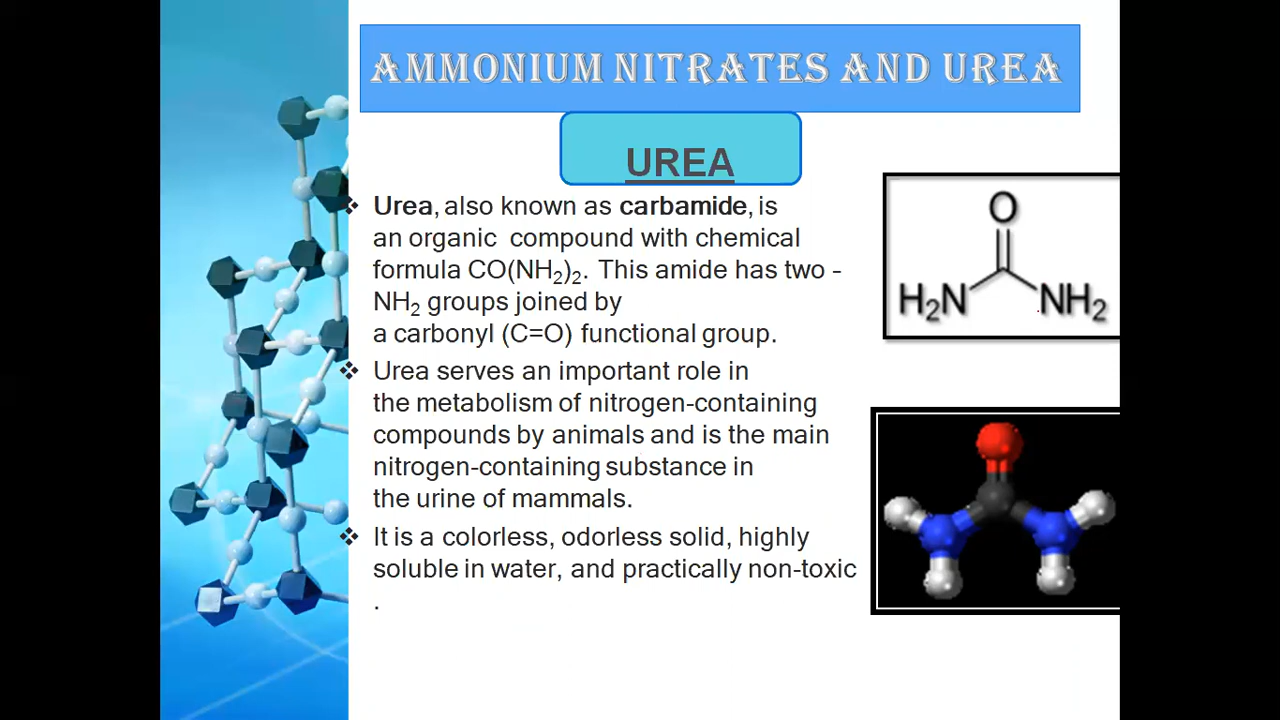 AMMONIUM NITRATES AND UREA
UREA
❖ Urea, also known as carbamide, is
an organic compound with chemical
formula CO(NH₂)₂. This amide has two -
NH₂ groups joined by
a carbonyl (C=O) functional group.
❖ Urea serves an important role in
the metabolism of nitrogen-containing
compounds by animals and is the main
nitrogen-containing substance in
the urine of mammals.
❖ It is a colorless, odorless solid, highly
soluble in water, and practically non-toxic
.
O
H₂N NH₂